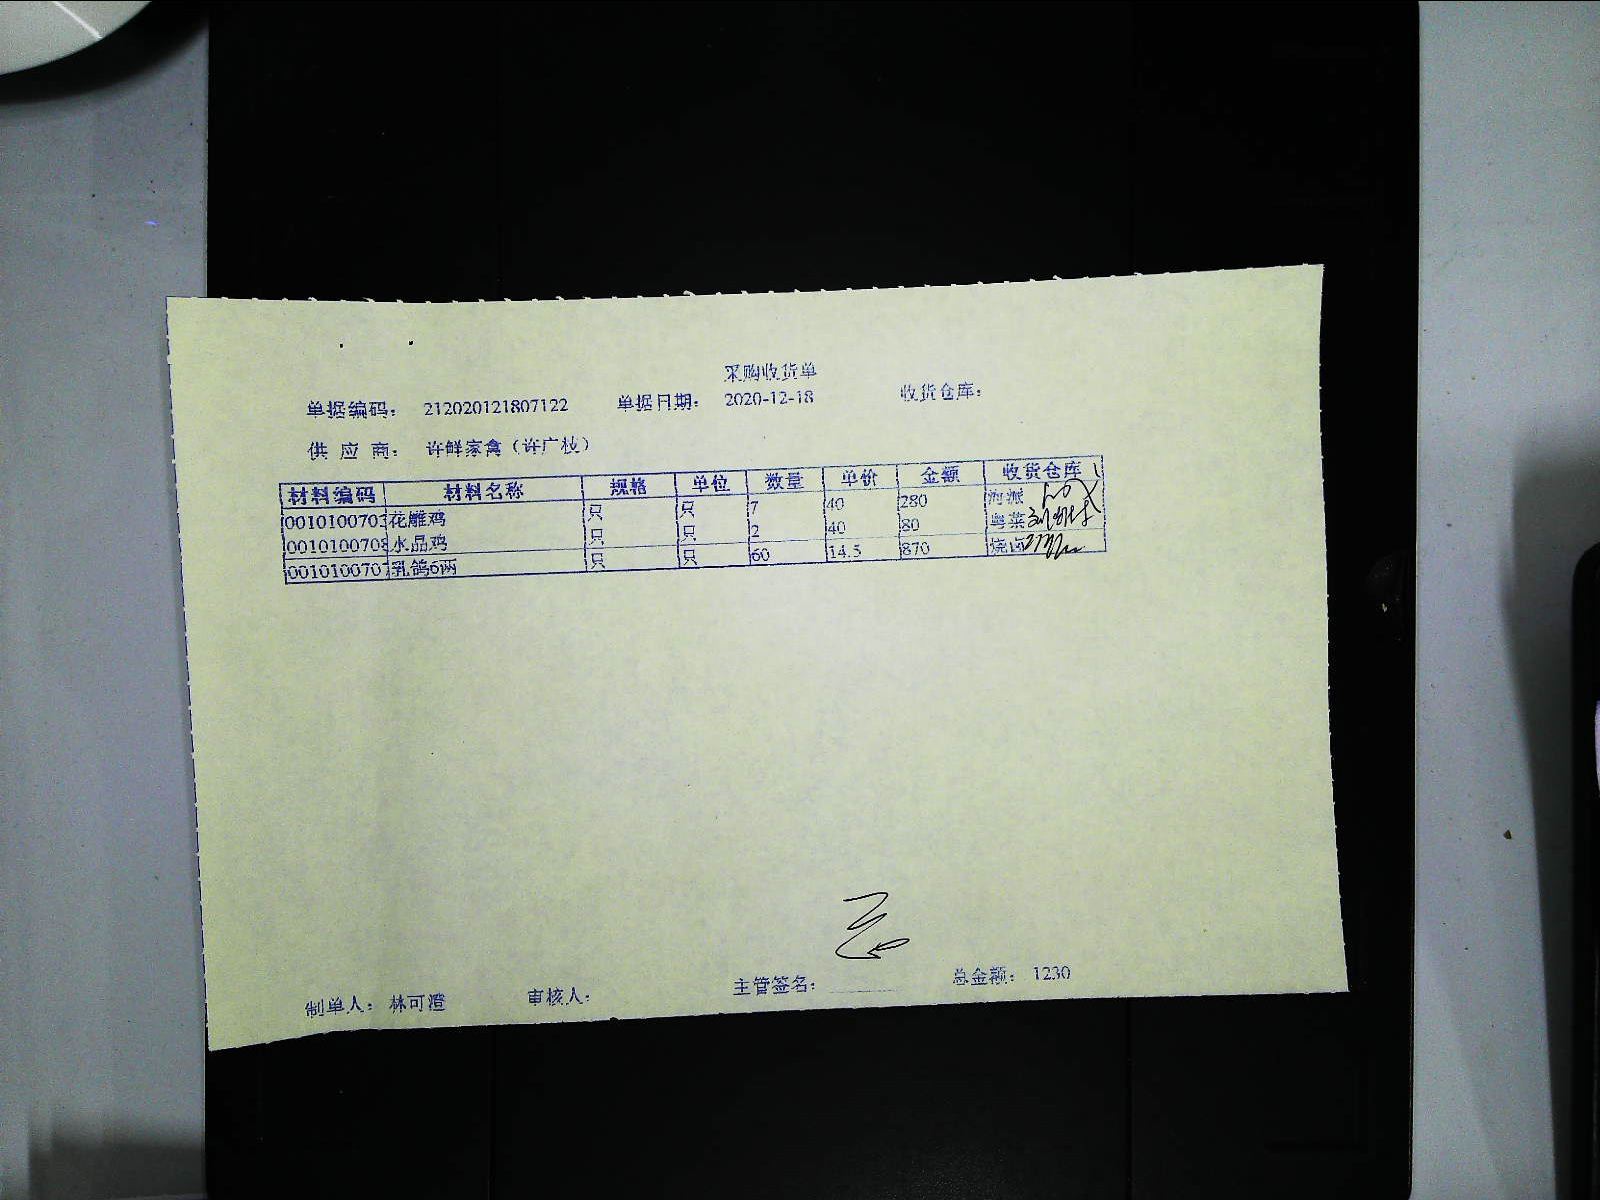 采购收货单
单据编码： 212020121807122 单据日期： 2020-12-18 收货仓库：
供 应 商： 许鲜家禽（许广枝）
材料编码 材料名称 规格 单位 数量 单价 金额 收货仓库
001010070 花雕鸡 只 只 7 40 280 海派
001010070 水晶鸡 只 只 2 40 80 粤菜
001010070 乳鸽6两 只 只 60 14.5 870 烧卤
制单人： 林可澄 审核人： 主管签名： 总金额： 1230